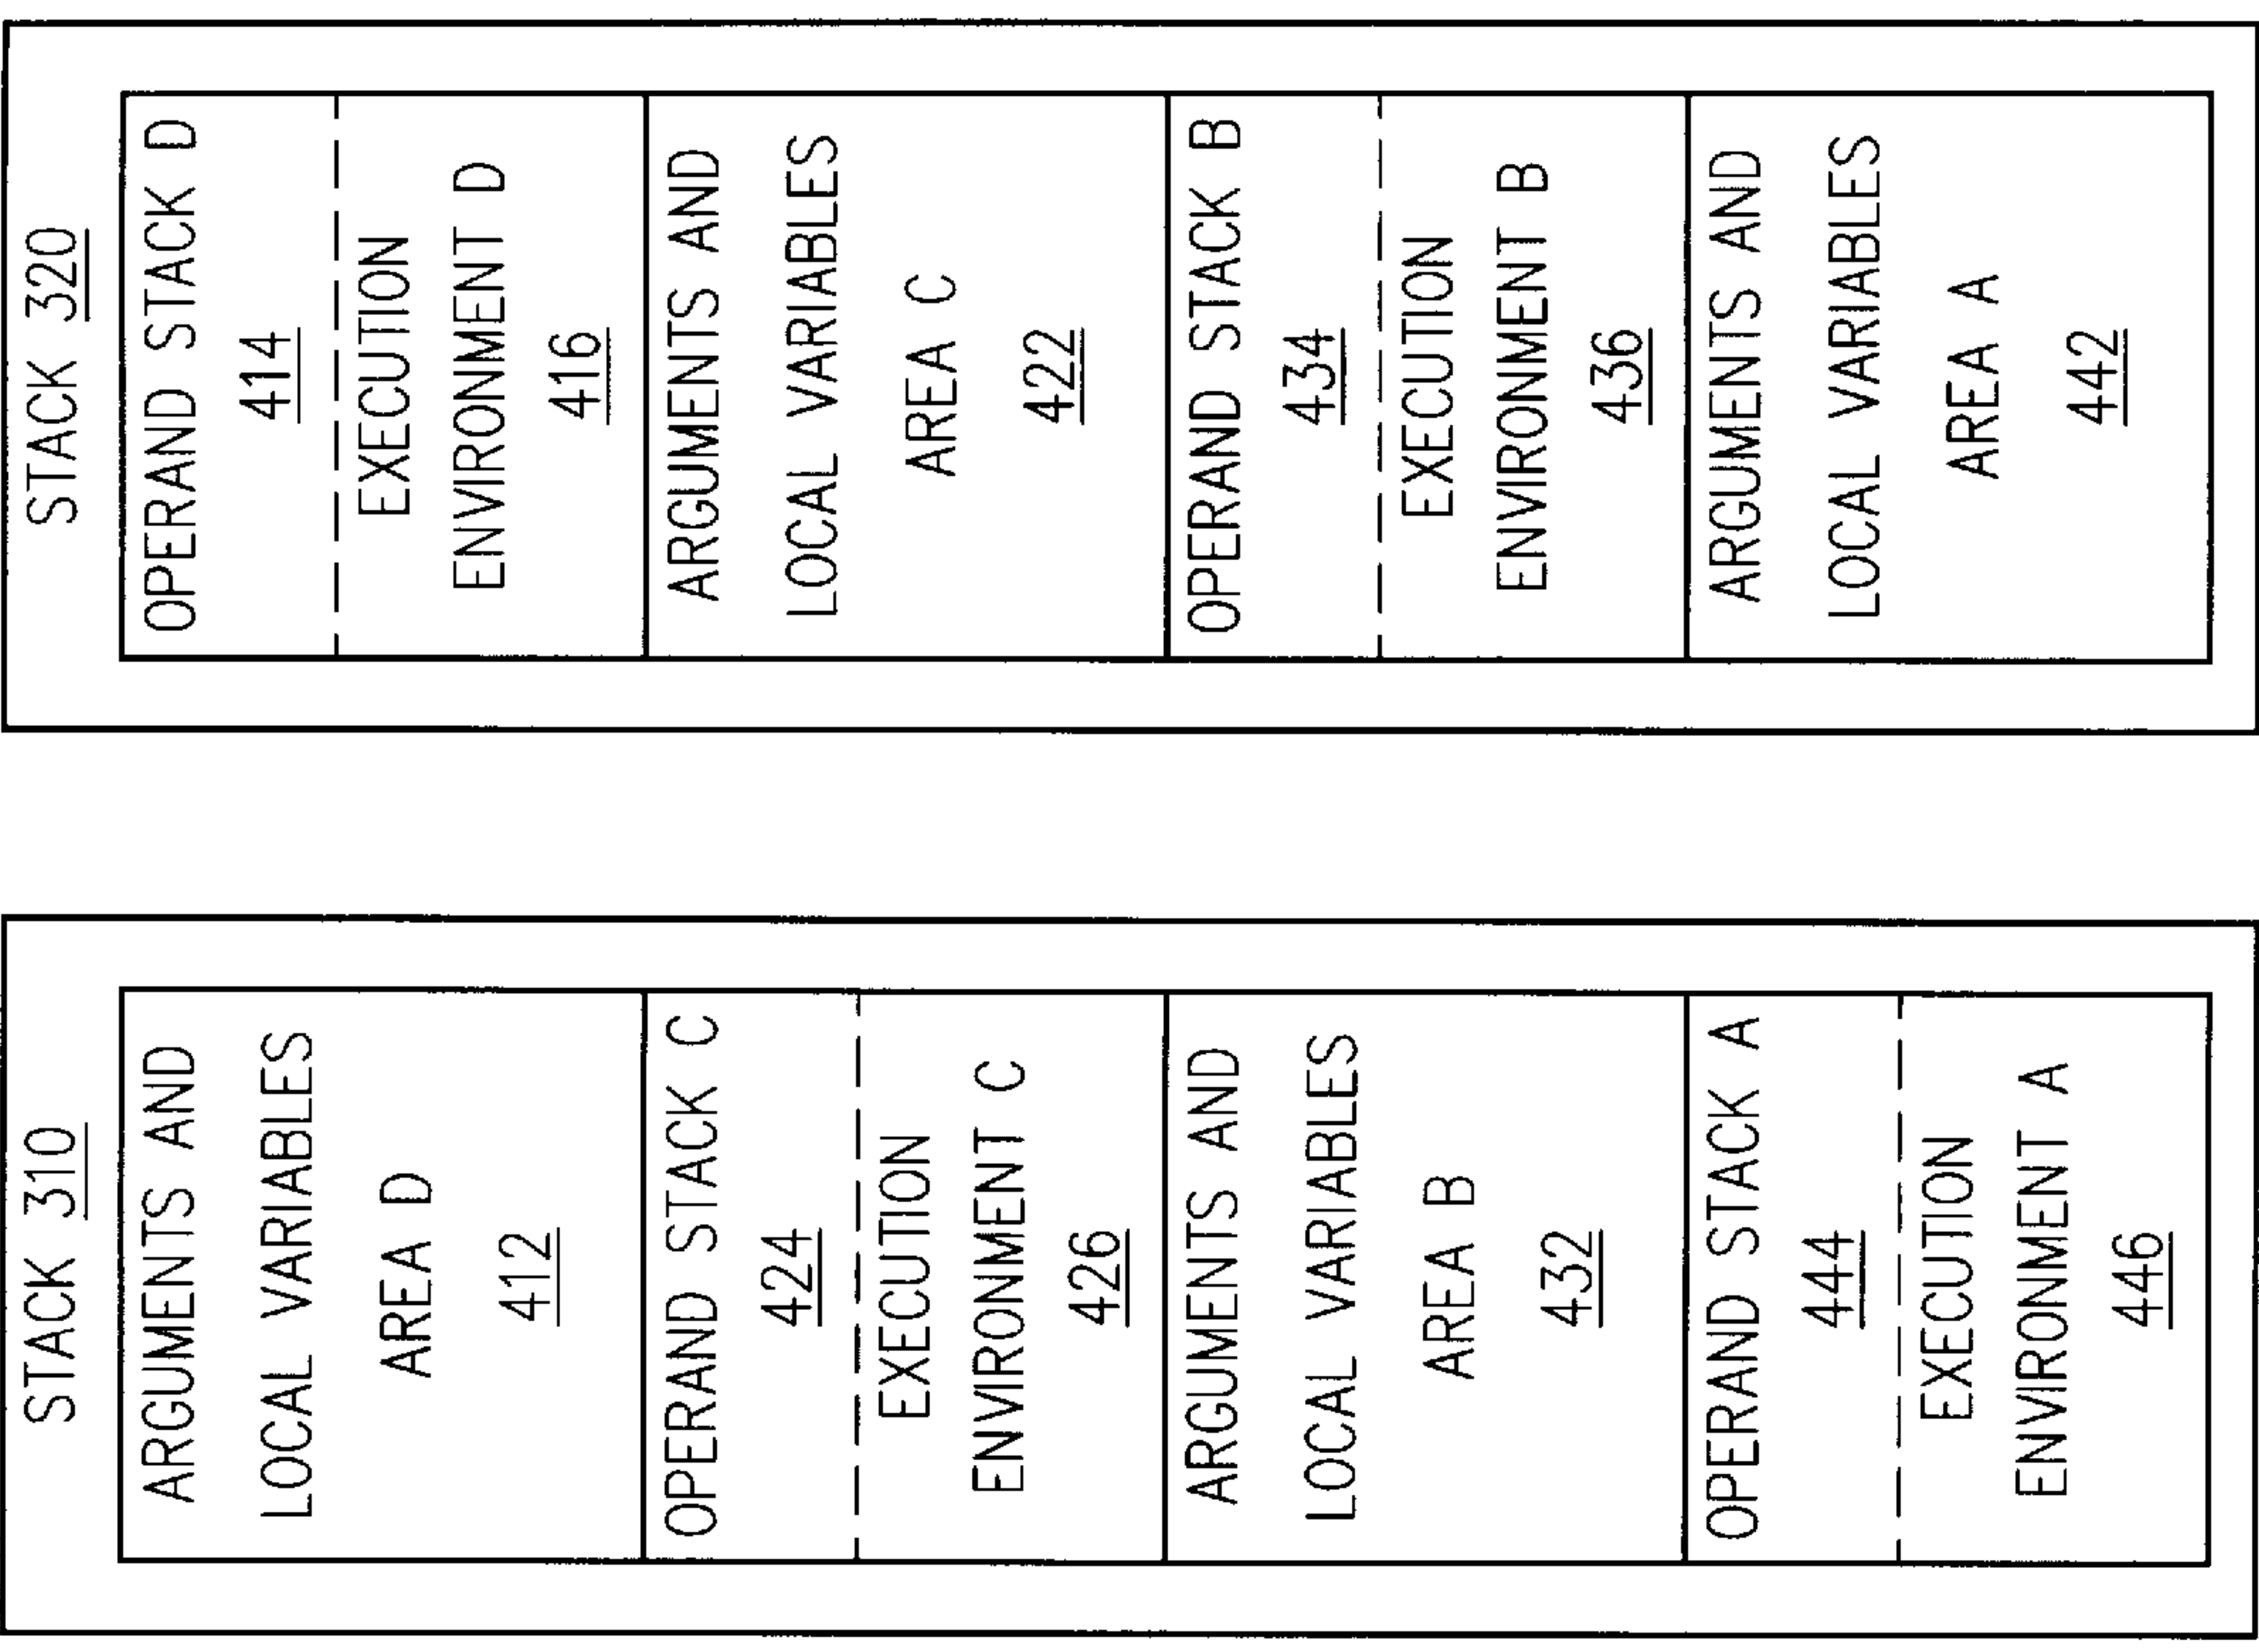 STACK 310
ARGUMENTS AND
LOCAL VARIABLES
AREA D
412
OPERAND STACK C
424
EXECUTION
ENVIRONMENT C
426
ARGUMENTS AND
LOCAL VARIABLES
AREA B
432
OPERAND STACK A
444
EXECUTION
ENVIRONMENT A
446
STACK 320
OPERAND STACK D
414
EXECUTION
ENVIRONMENT D
416
ARGUMENTS AND
LOCAL VARIABLES
AREA C
422
OPERAND STACK B
434
EXECUTION
ENVIRONMENT B
436
ARGUMENTS AND
LOCAL VARIABLES
AREA A
442